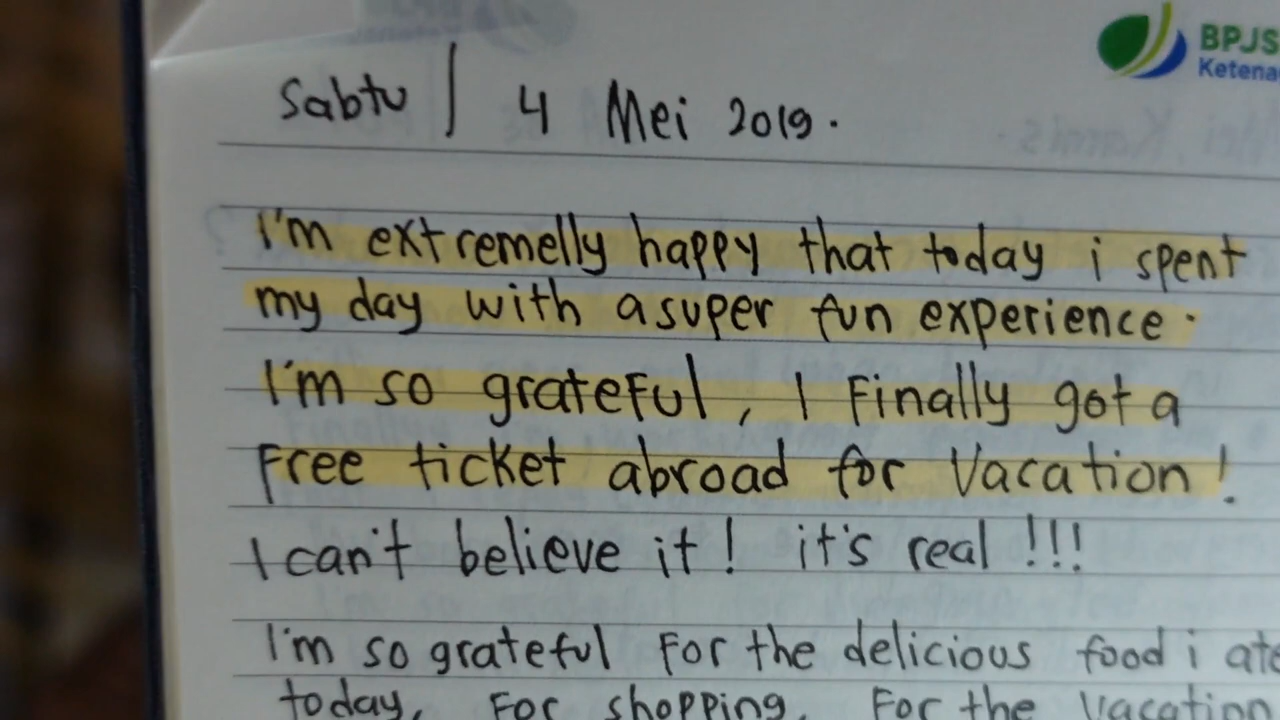 BPJS
Ketena
Sabtu / 4 Mei 2019.
I'm extremelly happy that today i spent
my day with a super fun experience.
I'm so grateful, I Finally got a
Free ticket abroad for Vacation!
I can't believe it! it's real !!!
I'm so grateful For the delicious food i ate
today, For shopping, For the Vacation